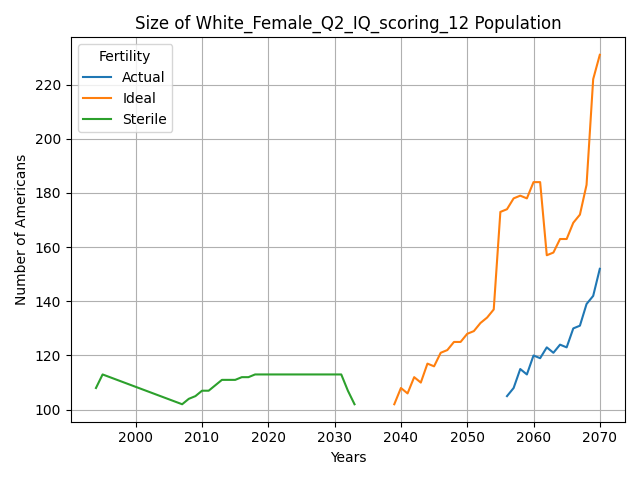 Size of White_Female_Q2_IQ_scoring_12 Population
Fertility
Actual
Ideal
Sterile
Number of Americans
220
200
180
160
140
120
100
2000 2010 2020 2030 2040 2050 2060 2070
Years